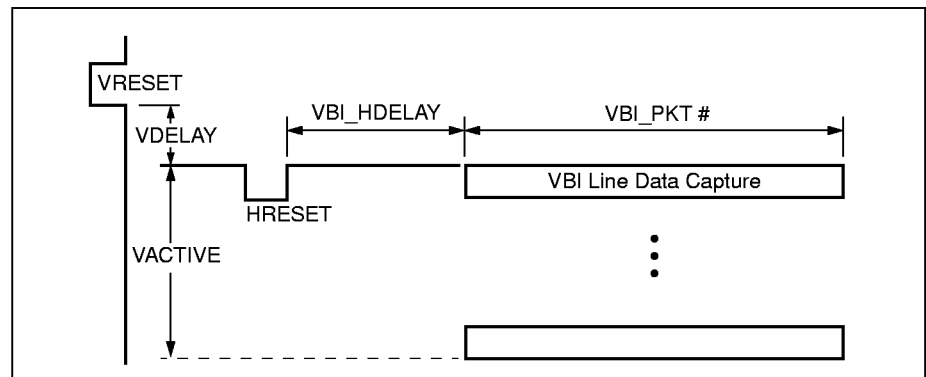 VRESET
VBI_HDELAY
VBI_PKT #
VDELAY
VBI Line Data Capture
HRESET
VACTIVE